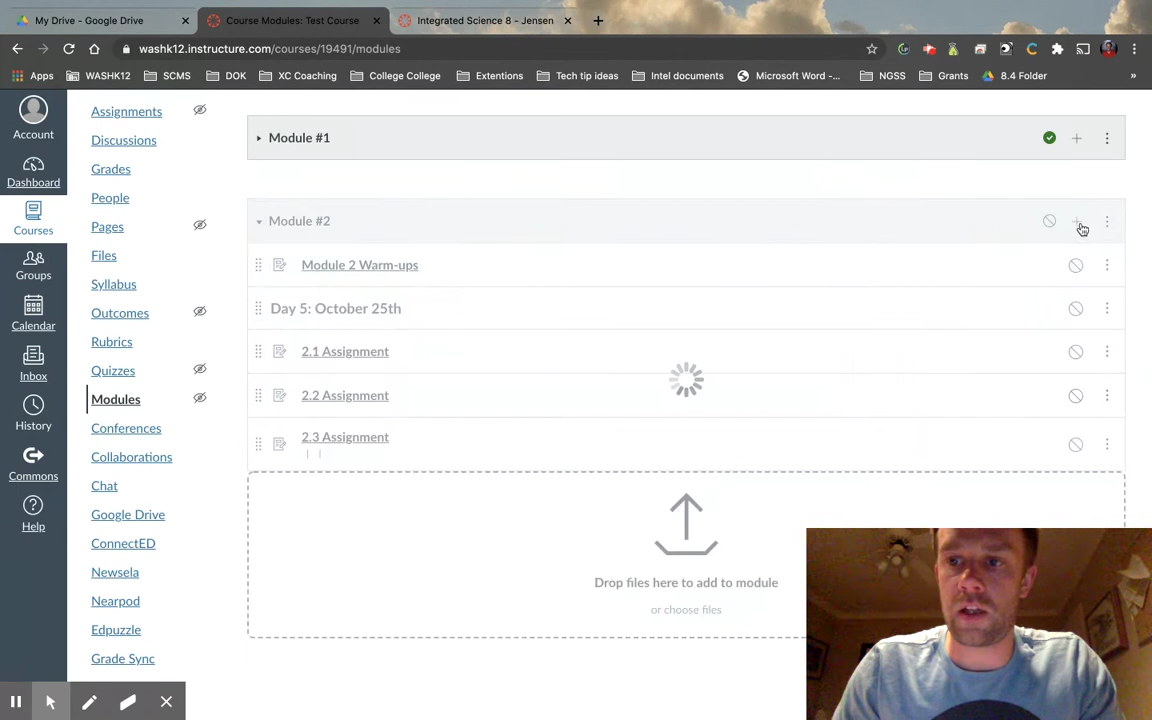 My Drive - Google Drive
Course Modules: Test Course
Integrated Science 8 - Jensen
washk12.instructure.com/courses/19491/modules
Apps WASHK12 SCMS DOK XC Coaching College College Extentions Tech tip ideas Intel documents Microsoft Word -... NGSS Grants 8.4 Folder »
Account
Dashboard
Courses
Groups
Calendar
Inbox
History
Commons
Help
Assignments
Discussions
Grades
People
Pages
Files
Syllabus
Outcomes
Rubrics
Quizzes
Modules
Conferences
Collaborations
Chat
Google Drive
ConnectED
Newsela
Nearpod
Edpuzzle
Grade Sync
Module #1
Module #2
Module 2 Warm-ups
Day 5: October 25th
2.1 Assignment
2.2 Assignment
2.3 Assignment
| |
Drop files here to add to module
or choose files